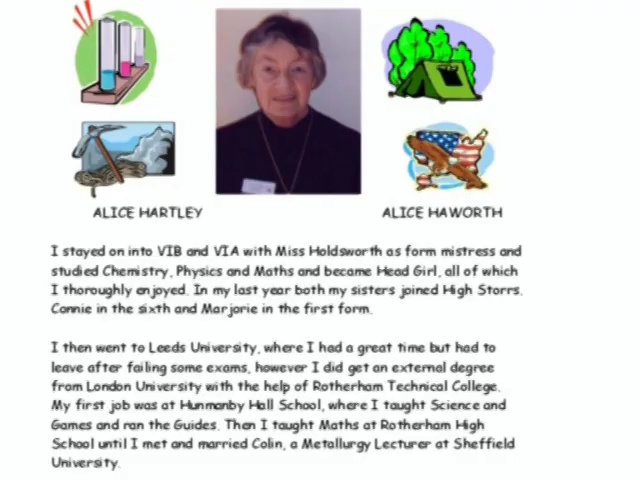 ALICE HARTLEY ALICE HAWORTH
I stayed on into VIB and VIA with Miss Holdsworth as form mistress and
studied Chemistry, Physics and Maths and became Head Girl, all of which
I thoroughly enjoyed. In my last year both my sisters joined High Storrs.
Connie in the sixth and Marjorie in the first form.
I then went to Leeds University, where I had a great time but had to
leave after failing some exams, however I did get an external degree
from London University with the help of Rotherham Technical College.
My first job was at Hunmanby Hall School, where I taught Science and
Games and ran the Guides. Then I taught Maths at Rotherham High
School until I met and married Colin, a Metallurgy Lecturer at Sheffield
University.